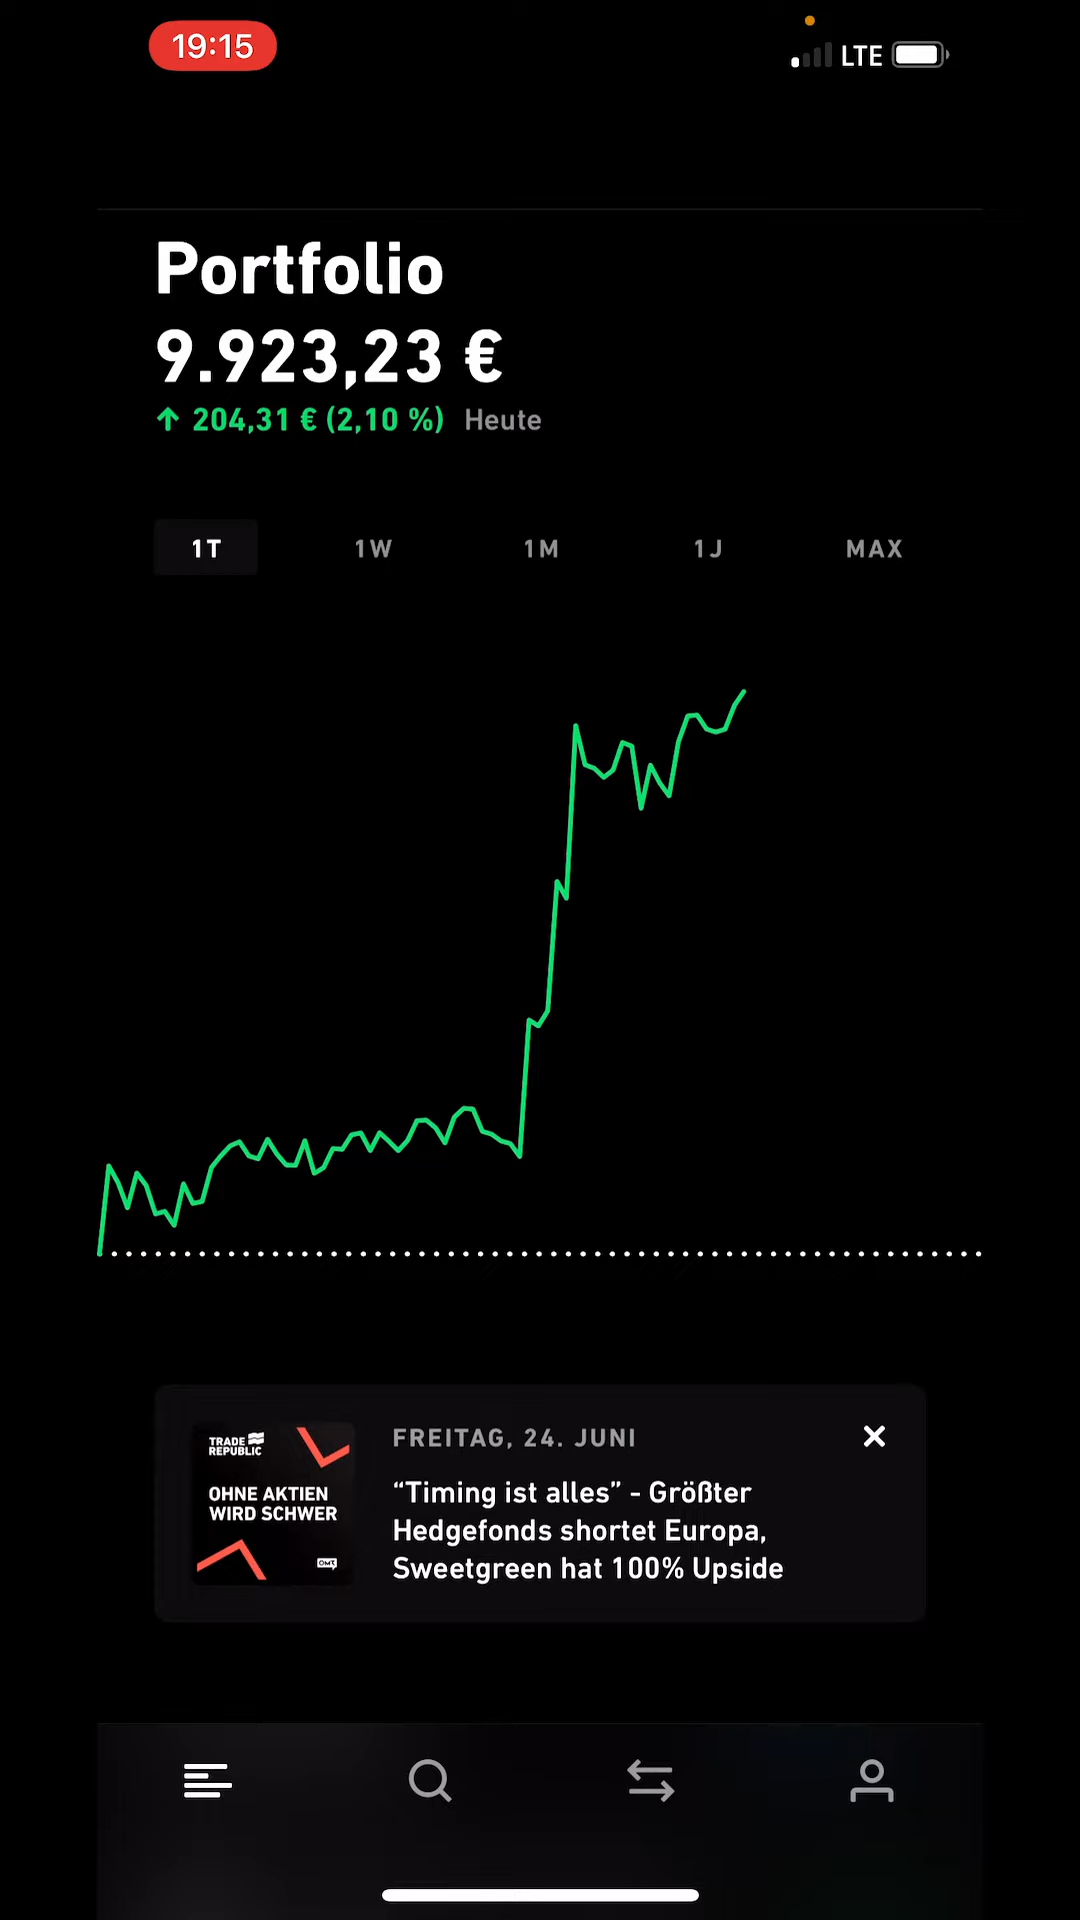 19:15
LTE
Portfolio
9.923,23 €
↑ 204,31 € (2,10 %) Heute
1T 1W 1M 1J MAX
TRADE
REPUBLIC
OHNE AKTIEN
WIRD SCHWER
OMR
FREITAG, 24. JUNI
“Timing ist alles” - Größter
Hedgefonds shortet Europa,
Sweetgreen hat 100% Upside